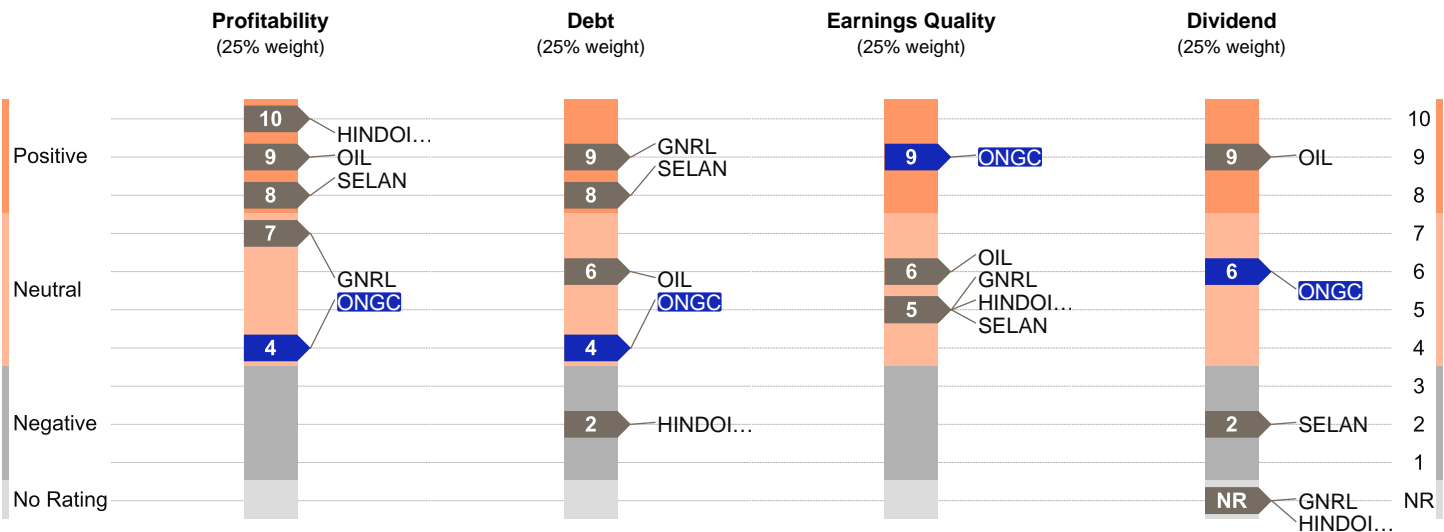 Profitability
(25% weight)
Debt
(25% weight)
Earnings Quality
(25% weight)
Dividend
(25% weight)
Positive
Neutral
Negative
No Rating
10
HINDOI...
9
OIL
SELAN
8
7
GNRL
ONGC
4
9
GNRL
SELAN
8
6
OIL
ONGC
4
2
HINDOI...
9
ONGC
6
OIL
GNRL
5
HINDOI...
SELAN
9
OIL
6
ONGC
2
SELAN
NR
GNRL
HINDOI...
10
9
8
7
6
5
4
3
2
1
NR